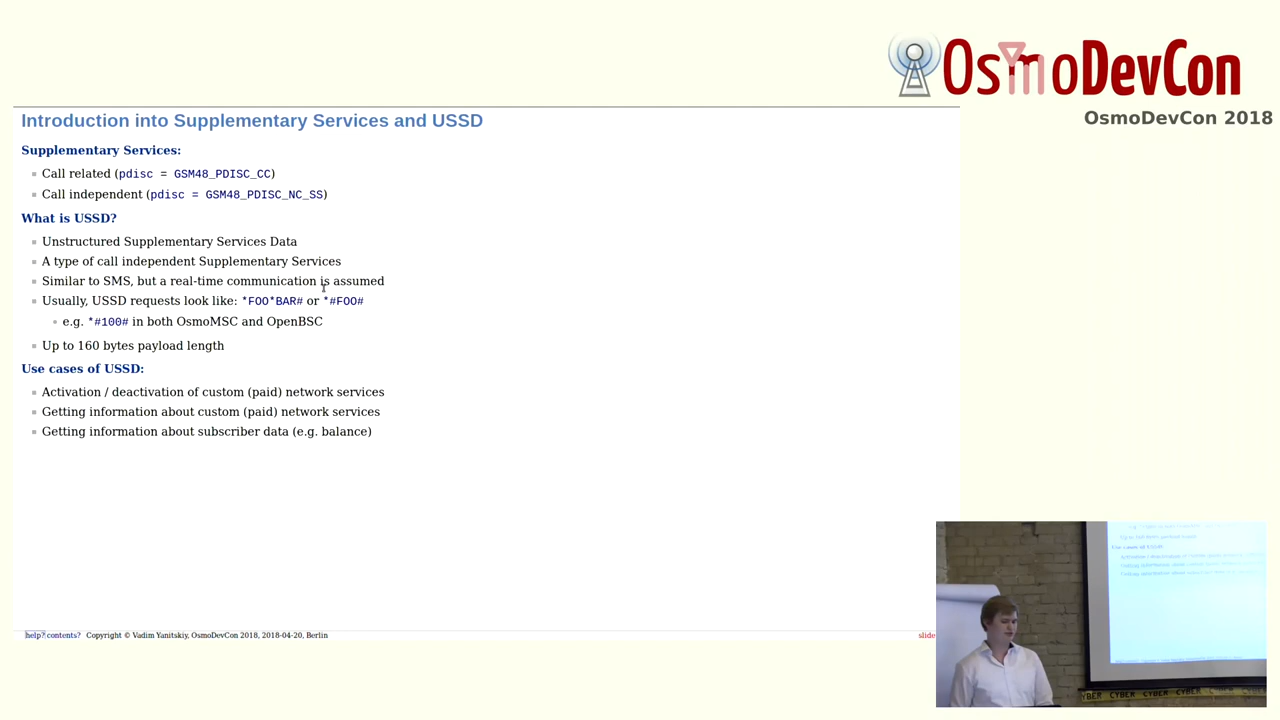 OsmoDevCon
OsmoDevCon 2018
Introduction into Supplementary Services and USSD
Supplementary Services:
Call related (pdisc = GSM48_PDISC_CC)
Call independent (pdisc = GSM48_PDISC_NC_SS)
What is USSD?
Unstructured Supplementary Services Data
A type of call independent Supplementary Services
Similar to SMS, but a real-time communication is assumed
Usually, USSD requests look like: *FOO*BAR# or *#FOO#
e.g. *#100# in both OsmoMSC and OpenBSC
Up to 160 bytes payload length
Use cases of USSD:
Activation / deactivation of custom (paid) network services
Getting information about custom (paid) network services
Getting information about subscriber data (e.g. balance)
help? contents? Copyright © Vadim Yanitskiy, OsmoDevCon 2018, 2018-04-20, Berlin
slide
CYBER CYBER CYBER